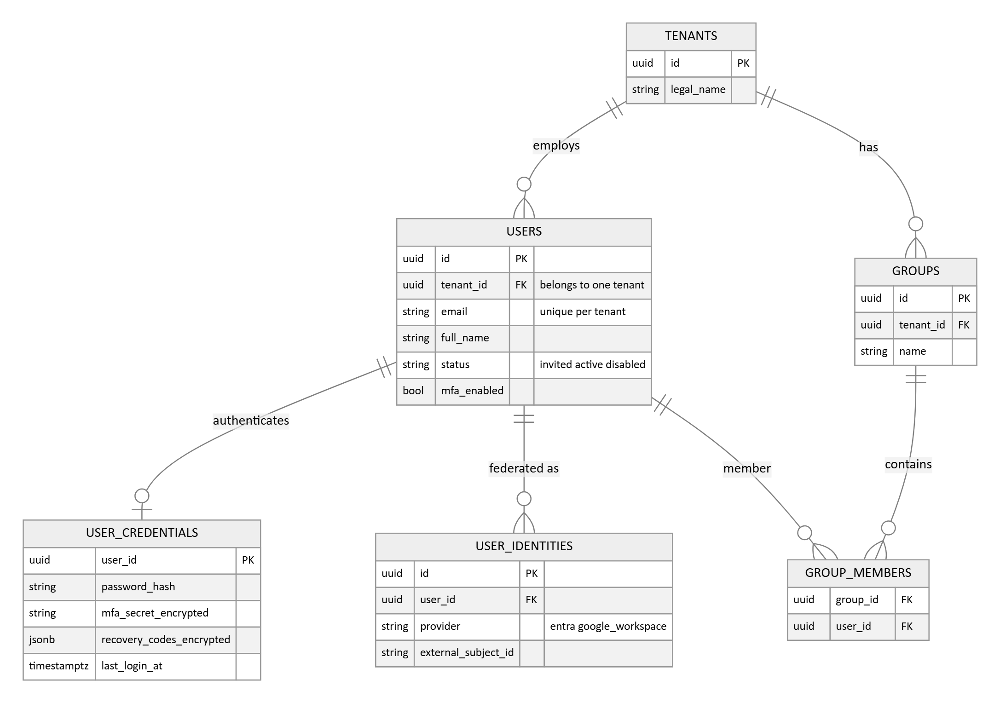 TENANTS
uuid id PK
string legal_name
employs
has
USERS
uuid id PK
uuid tenant_id FK belongs to one tenant
string email unique per tenant
string full_name
string status invited active disabled
bool mfa_enabled
GROUPS
uuid id PK
uuid tenant_id FK
string name
authenticates
federated as
member
contains
USER_CREDENTIALS
uuid user_id PK
string password_hash
string mfa_secret_encrypted
jsonb recovery_codes_encrypted
timestamptz last_login_at
USER_IDENTITIES
uuid id PK
uuid user_id FK
string provider entra google_workspace
string external_subject_id
GROUP_MEMBERS
uuid group_id FK
uuid user_id FK